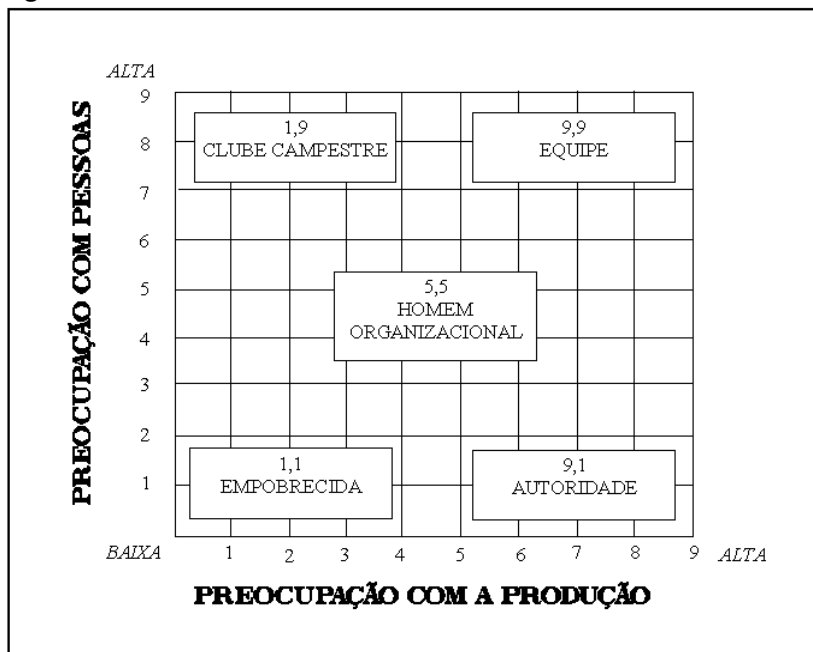 ALTA
9
8
7
6
5
4
3
2
1
PREOCUPAÇÃO COM PESSOAS
1,9
CLUBE CAMPESTRE
9,9
EQUIPE
5,5
HOMEM
ORGANIZACIONAL
1,1
EMPOBRECIDA
9,1
AUTORIDADE
BAIXA 1 2 3 4 5 6 7 8 9 ALTA
PREOCUPAÇÃO COM A PRODUÇÃO